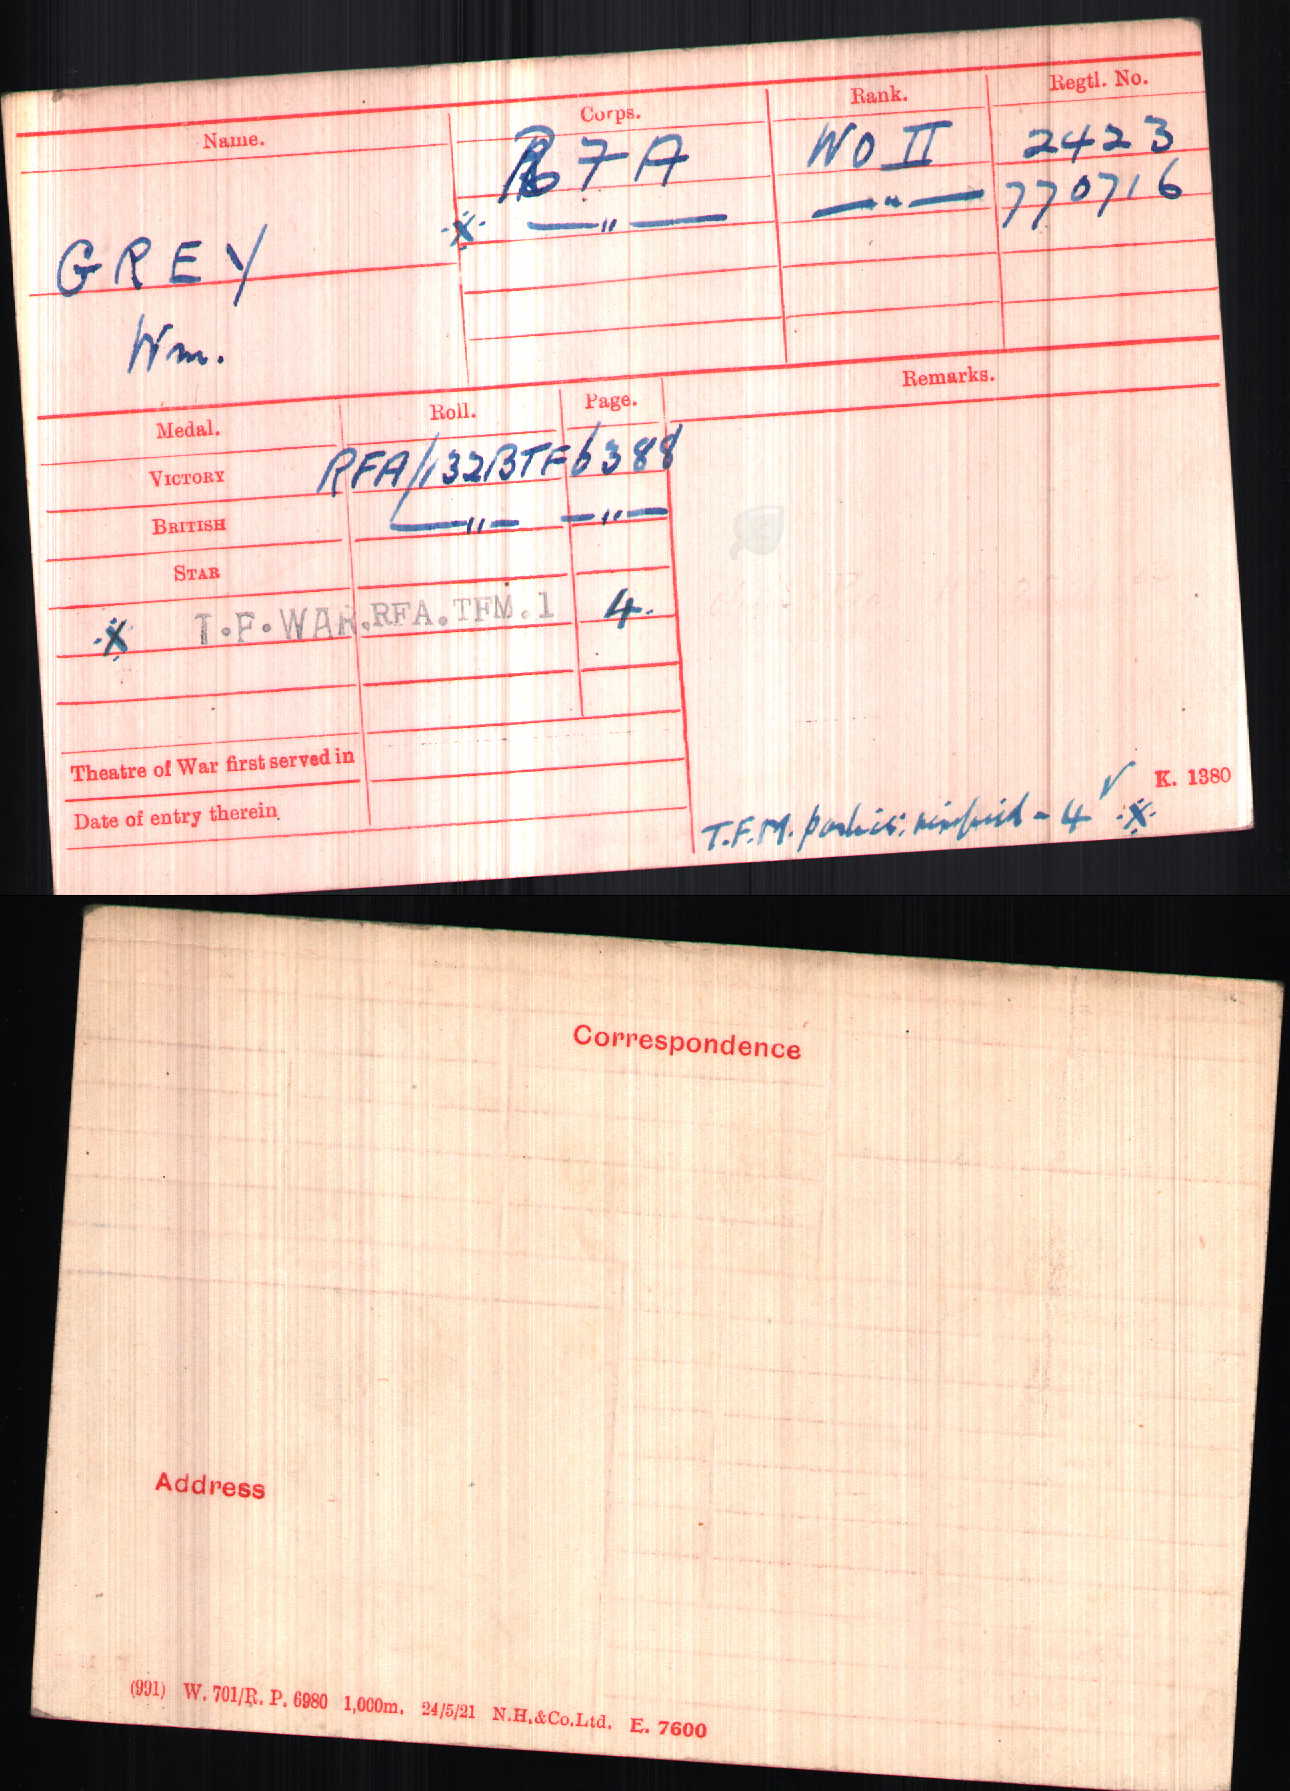 Name. Corps. Rank. Regtl. No.
RFA WO II 2423
X —„— —"— 770716
GREY
Wm.
Medal. Roll. Page. Remarks.
VICTORY RFA/132B TF 6388
BRITISH —„— —„—
STAR
X T.F.WAR.RFA.TFM.1 4.
Theatre of War first served in
Date of entry therein.
K. 1380
T.F.M. - 4 ✓ X
Correspondence
Address
(991) W. 701/R. P. 6980 1,000m. 24/5/21 N.H.&Co.Ltd. E. 7600